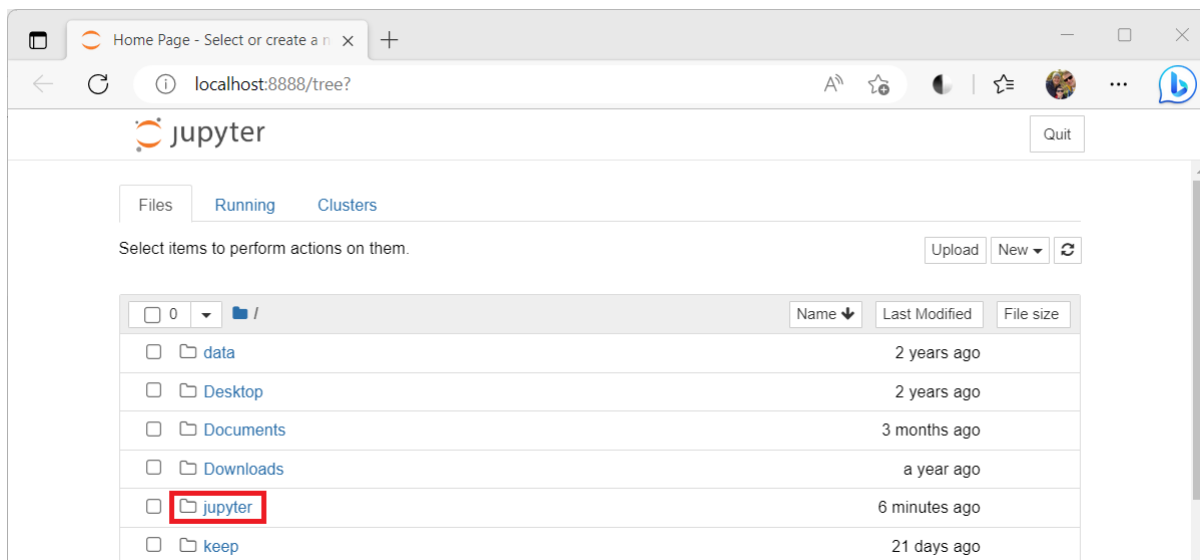 Home Page - Select or create a n
localhost:8888/tree?
jupyter
Quit
Files Running Clusters
Select items to perform actions on them.
Upload New
0 /
Name Last Modified File size
data 2 years ago
Desktop 2 years ago
Documents 3 months ago
Downloads a year ago
jupyter 6 minutes ago
keep 21 days ago